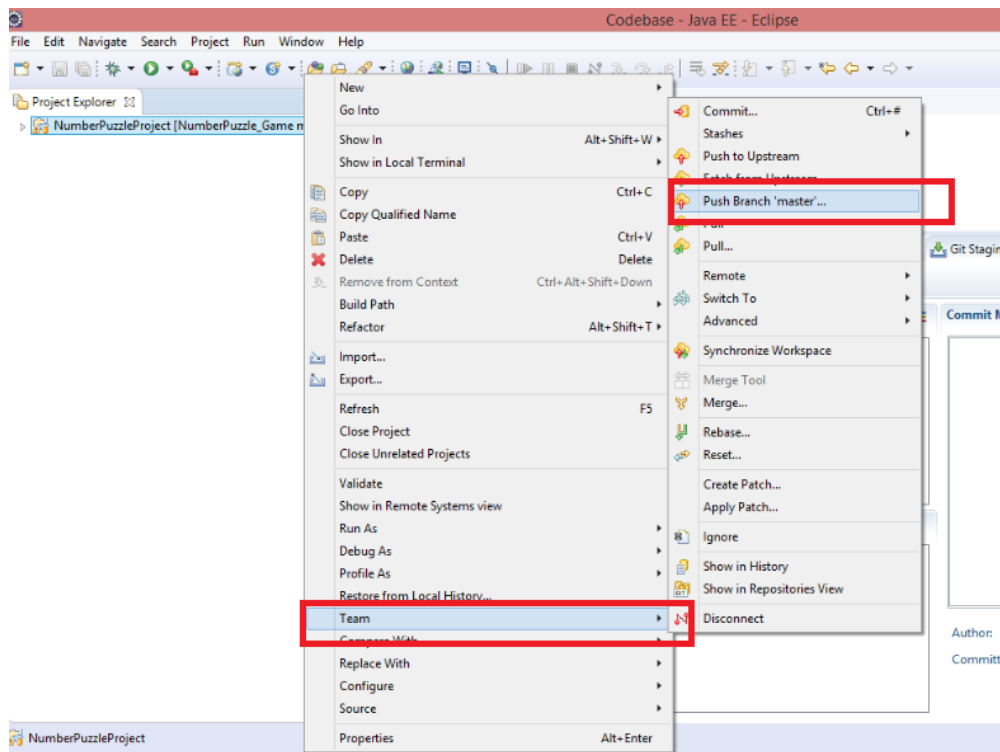 Codebase - Java EE - Eclipse
File Edit Navigate Search Project Run Window Help
Project Explorer
NumberPuzzleProject [NumberPuzzle_Game m
New
Go Into
Show In Alt+Shift+W
Show in Local Terminal
Copy Ctrl+C
Copy Qualified Name
Paste Ctrl+V
Delete Delete
Remove from Context Ctrl+Alt+Shift+Down
Build Path
Refactor Alt+Shift+T
Import...
Export...
Refresh F5
Close Project
Close Unrelated Projects
Validate
Show in Remote Systems view
Run As
Debug As
Profile As
Restore from Local History...
Team
Compare With
Replace With
Configure
Source
Properties Alt+Enter
Commit... Ctrl+#
Stashes
Push to Upstream
Fetch from Upstream
Push Branch 'master'...
Pull
Pull...
Remote
Switch To
Advanced
Synchronize Workspace
Merge Tool
Merge...
Rebase...
Reset...
Create Patch...
Apply Patch...
Ignore
Show in History
Show in Repositories View
Disconnect
Git Stagin
Commit M
Author:
Committ
NumberPuzzleProject